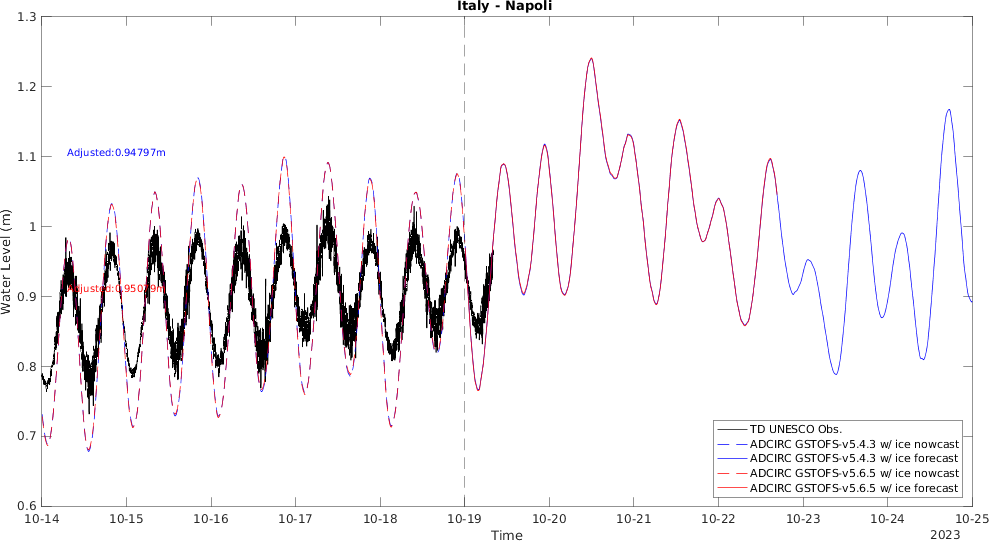 Italy - Napoli
Water Level (m)
1.3
1.2
1.1
1
0.9
0.8
0.7
0.6
Adjusted:0.94797m
10-14
10-15
10-16
10-17
10-18
10-19
10-20
10-21
10-22
10-23
10-24
10-25
Time
2023
TD UNESCO Obs.
ADCIRC GSTOFS-v5.4.3 w/ ice nowcast
ADCIRC GSTOFS-v5.4.3 w/ ice forecast
ADCIRC GSTOFS-v5.6.5 w/ ice nowcast
ADCIRC GSTOFS-v5.6.5 w/ ice forecast